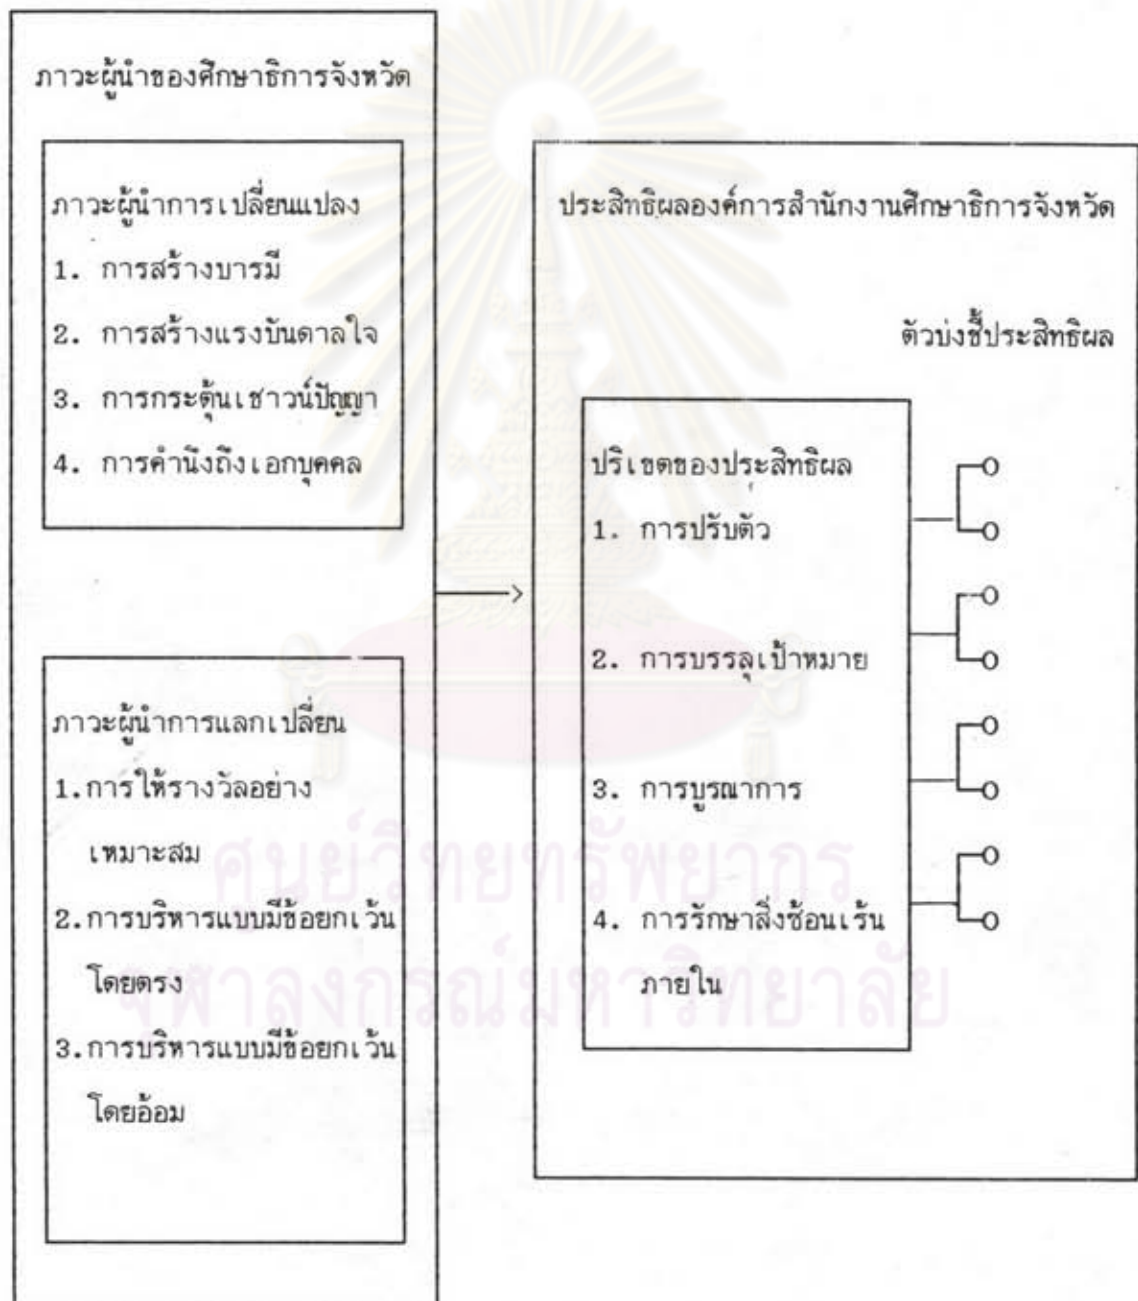 ภาวะผู้นำของศึกษาธิการจังหวัด
ภาวะผู้นำการเปลี่ยนแปลง
1. การสร้างบารมี
2. การสร้างแรงบันดาลใจ
3. การกระตุ้นเชาวน์ปัญญา
4. การคำนึงถึงเอกบุคคล
ภาวะผู้นำการแลกเปลี่ยน
1.การให้รางวัลอย่าง
เหมาะสม
2.การบริหารแบบมีข้อยกเว้น
โดยตรง
3.การบริหารแบบมีข้อยกเว้น
โดยอ้อม
ประสิทธิผลองค์การสำนักงานศึกษาธิการจังหวัด
ตัวบ่งชี้ประสิทธิผล
ปริเขตของประสิทธิผล
1. การปรับตัว
2. การบรรลุเป้าหมาย
3. การบูรณาการ
4. การรักษาสิ่งซ้อนเร้น
ภายใน
ศูนย์วิทยทรัพยากร
จุฬาลงกรณ์มหาวิทยาลัย